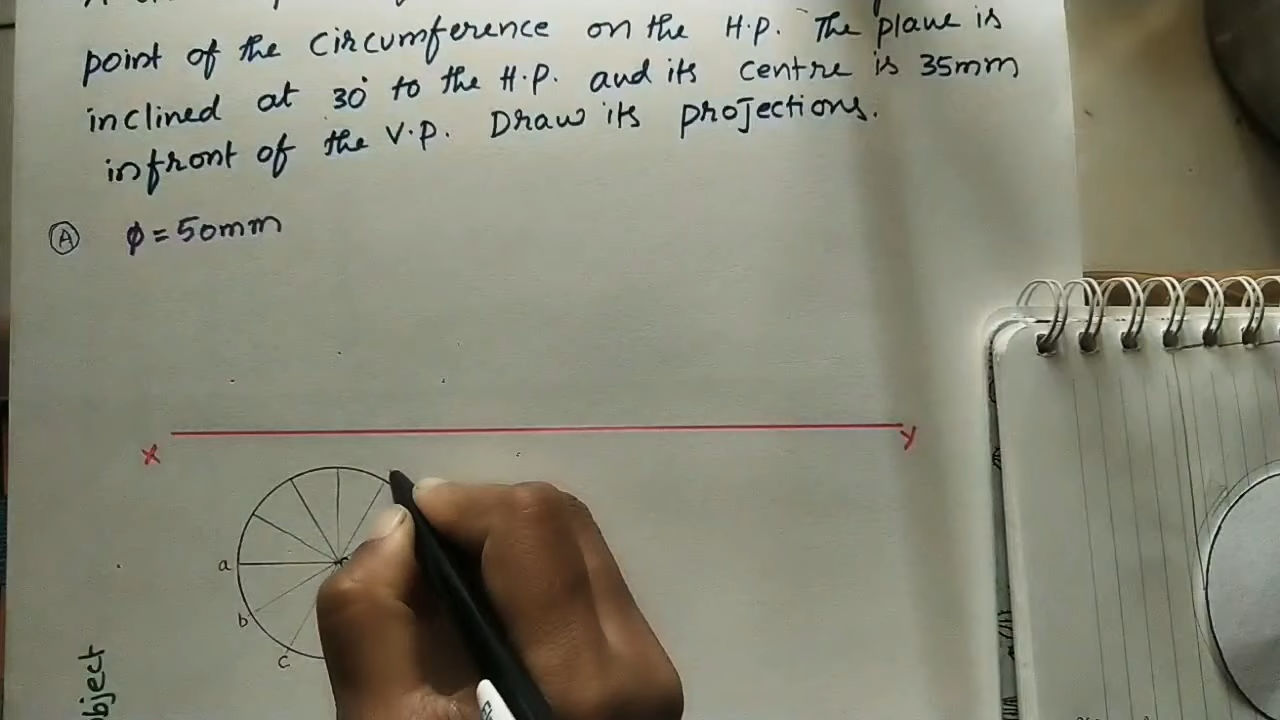 point of the circumference on the H.P. The plane is
inclined at 30° to the H.P. and its centre is 35mm
infront of the V.P. Draw its projections.
A φ = 50mm
X
Y
a
b
c